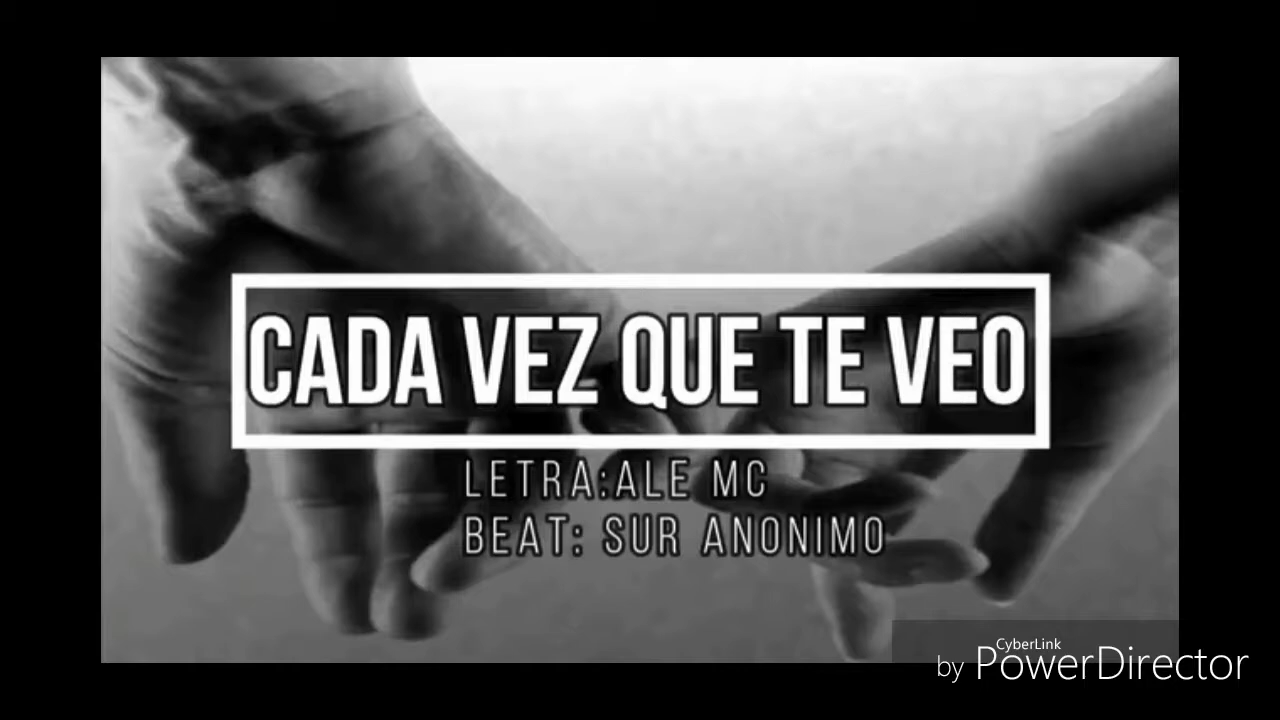 CADA VEZ QUE TE VEO
LETRA:ALE MC
BEAT: SUR ANONIMO
CyberLink
by PowerDirector